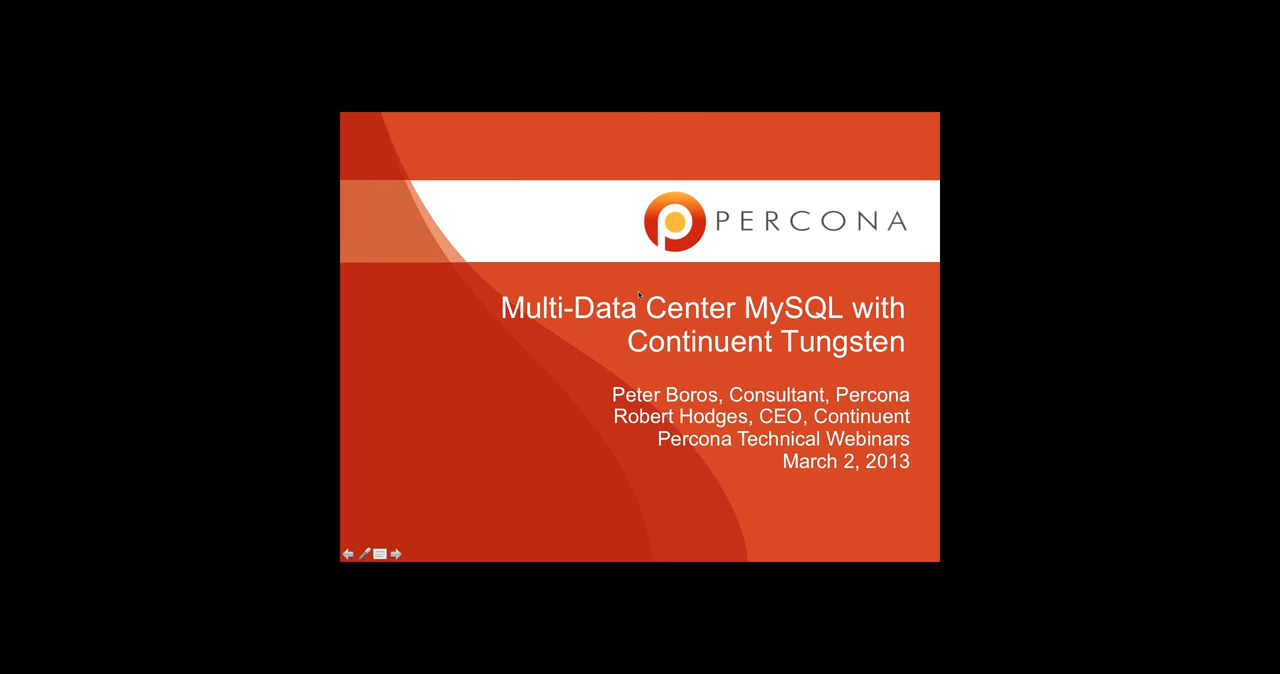 PERCONA
Multi-Data Center MySQL with
Continuent Tungsten
Peter Boros, Consultant, Percona
Robert Hodges, CEO, Continuent
Percona Technical Webinars
March 2, 2013